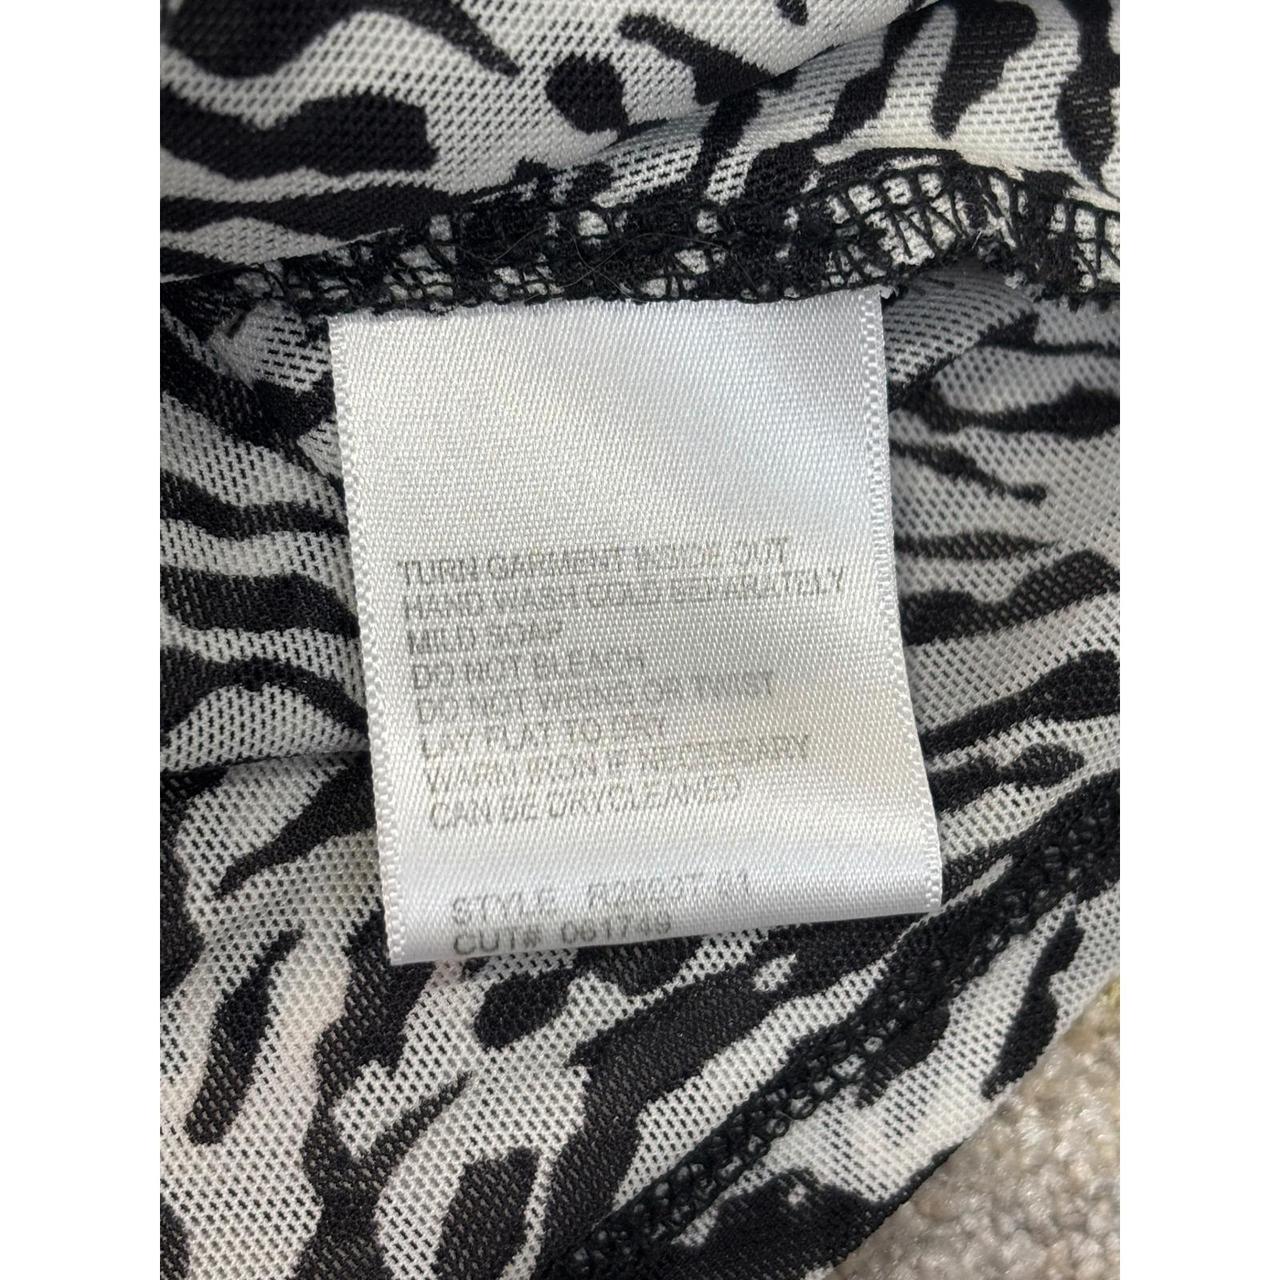 TURN GARMENT INSIDE OUT
HAND WASH COLD SEPARATELY
MILD SOAP
DO NOT BLEACH
DO NOT WRING OR TWIST
LAY FLAT TO DRY
WARM IRON IF NECESSARY
CAN BE DRYCLEANED
STYLE
CUT# 061749